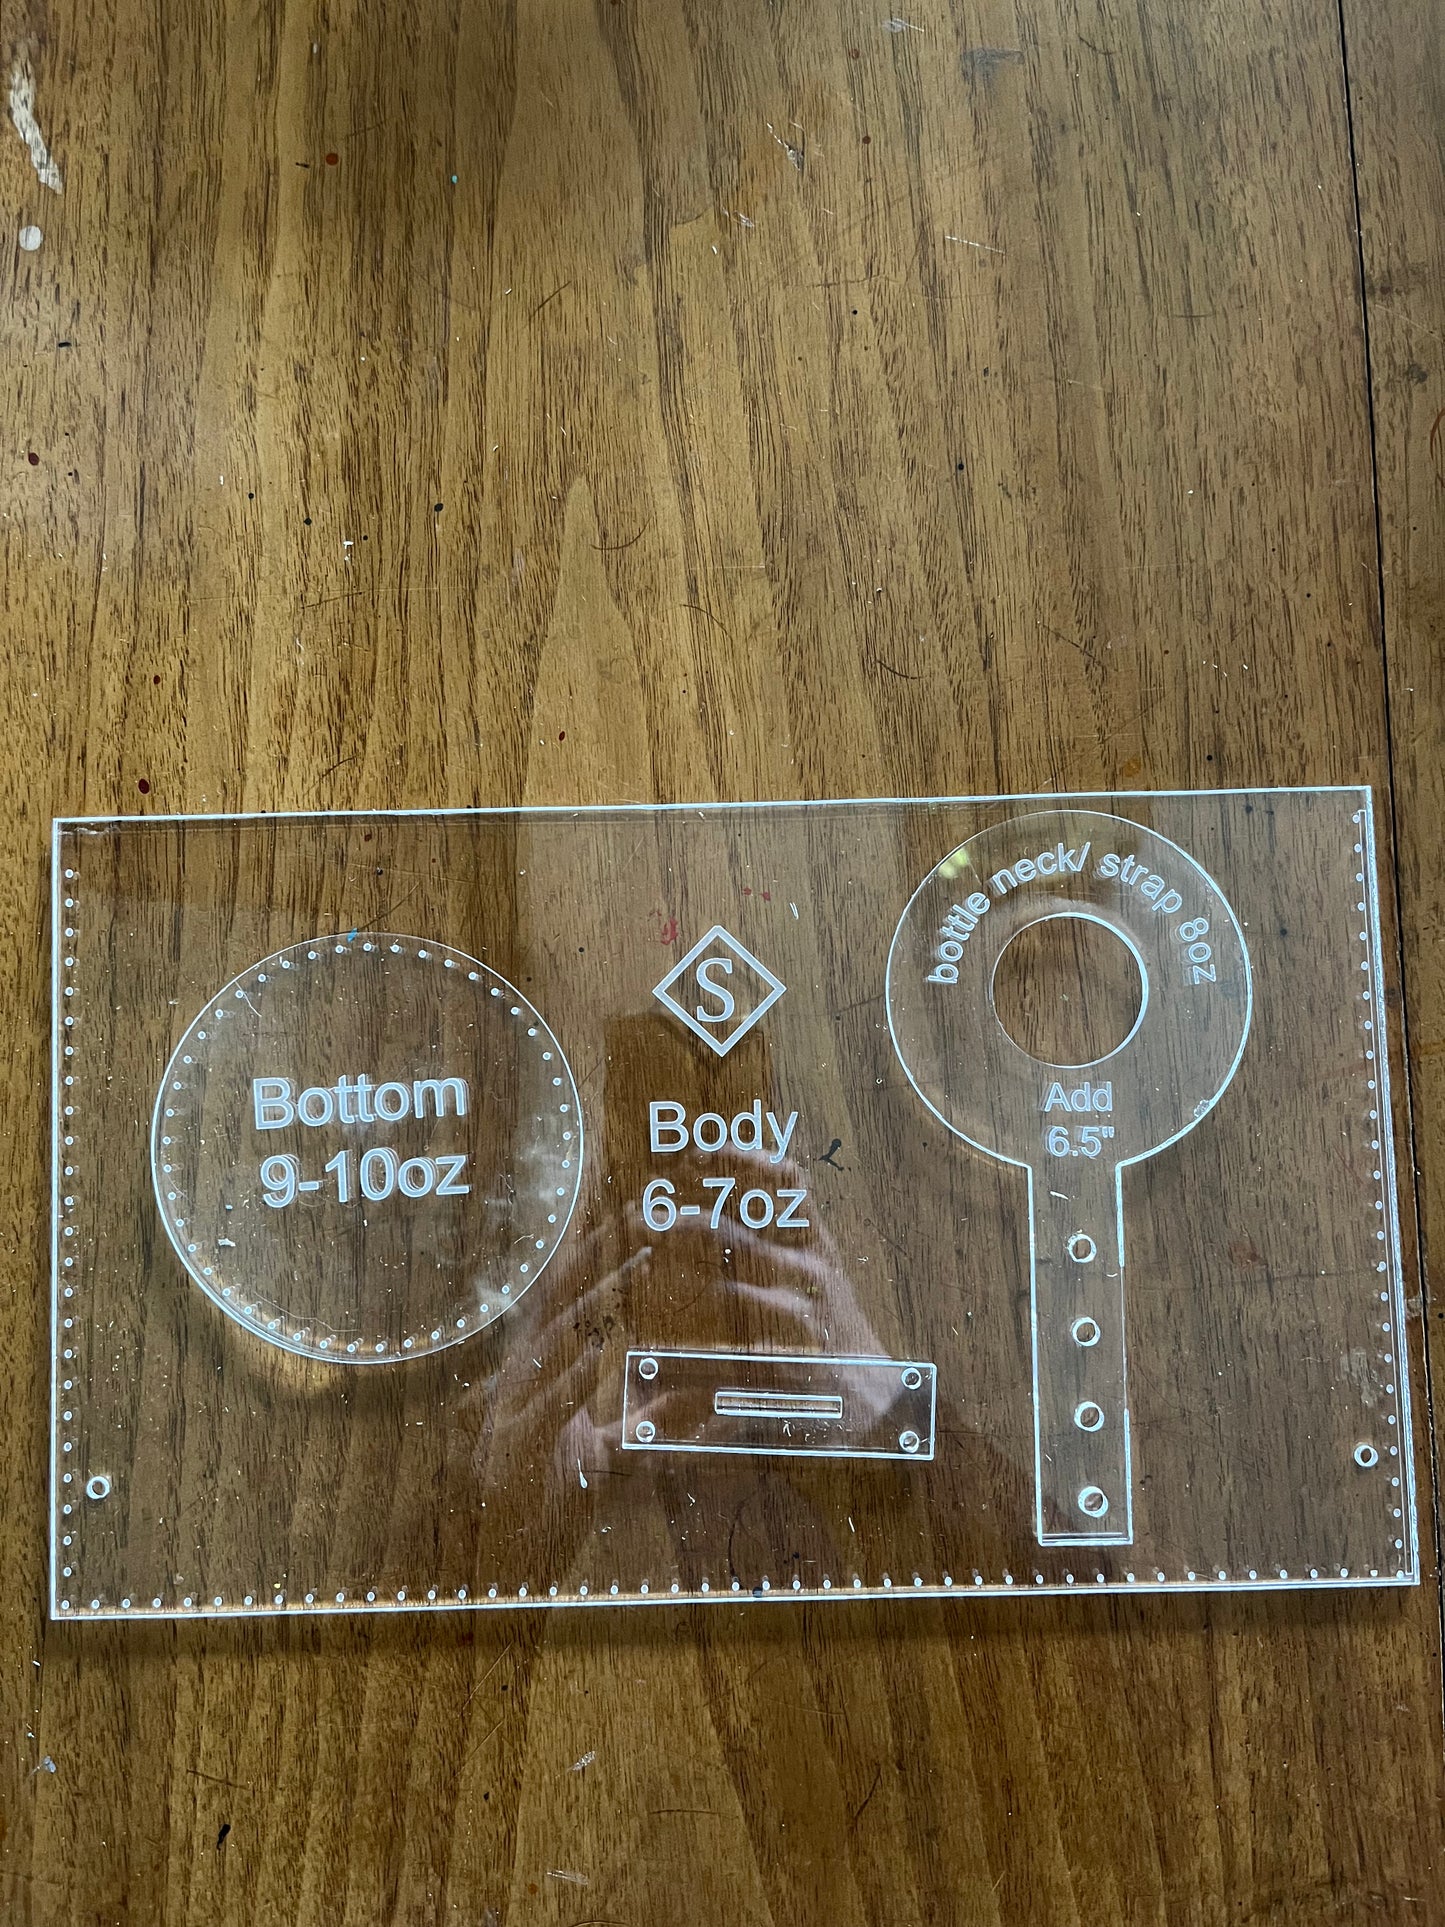 bottle neck/ strap 8oz
Add
6.5"
S
Body
6-7oz
Bottom
9-10oz